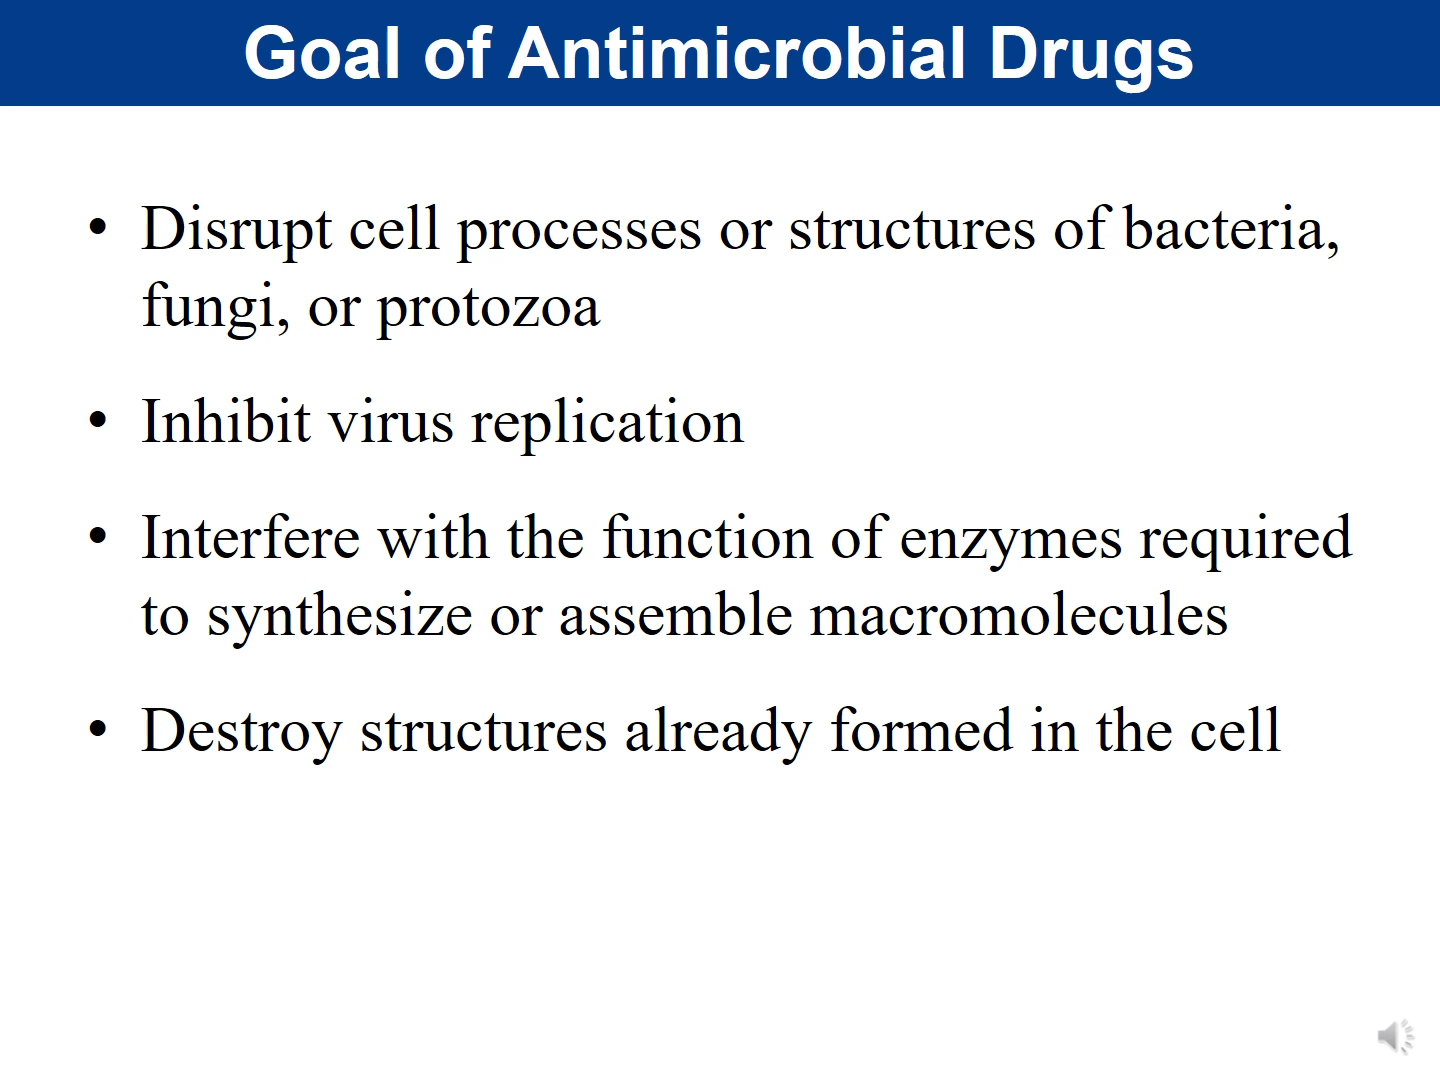 Goal of Antimicrobial Drugs
• Disrupt cell processes or structures of bacteria,
fungi, or protozoa
• Inhibit virus replication
• Interfere with the function of enzymes required
to synthesize or assemble macromolecules
• Destroy structures already formed in the cell